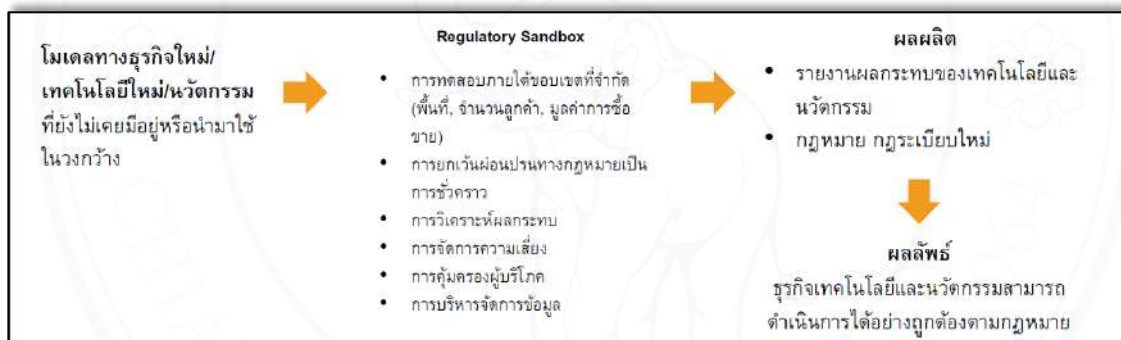 โมเดลทางธุรกิจใหม่/
เทคโนโลยีใหม่/นวัตกรรม
ที่ยังไม่เคยมีอยู่หรือนำมาใช้
ในวงกว้าง
Regulatory Sandbox
• การทดสอบภายใต้ขอบเขตที่จำกัด
(พื้นที่, จำนวนลูกค้า, มูลค่าการซื้อ
ขาย)
• การยกเว้นผ่อนปรนทางกฎหมายเป็น
การชั่วคราว
• การวิเคราะห์ผลกระทบ
• การจัดการความเสี่ยง
• การคุ้มครองผู้บริโภค
• การบริหารจัดการข้อมูล
ผลผลิต
• รายงานผลกระทบของเทคโนโลยีและ
นวัตกรรม
• กฎหมาย กฎระเบียบใหม่
ผลลัพธ์
ธุรกิจเทคโนโลยีและนวัตกรรมสามารถ
ดำเนินการได้อย่างถูกต้องตามกฎหมาย